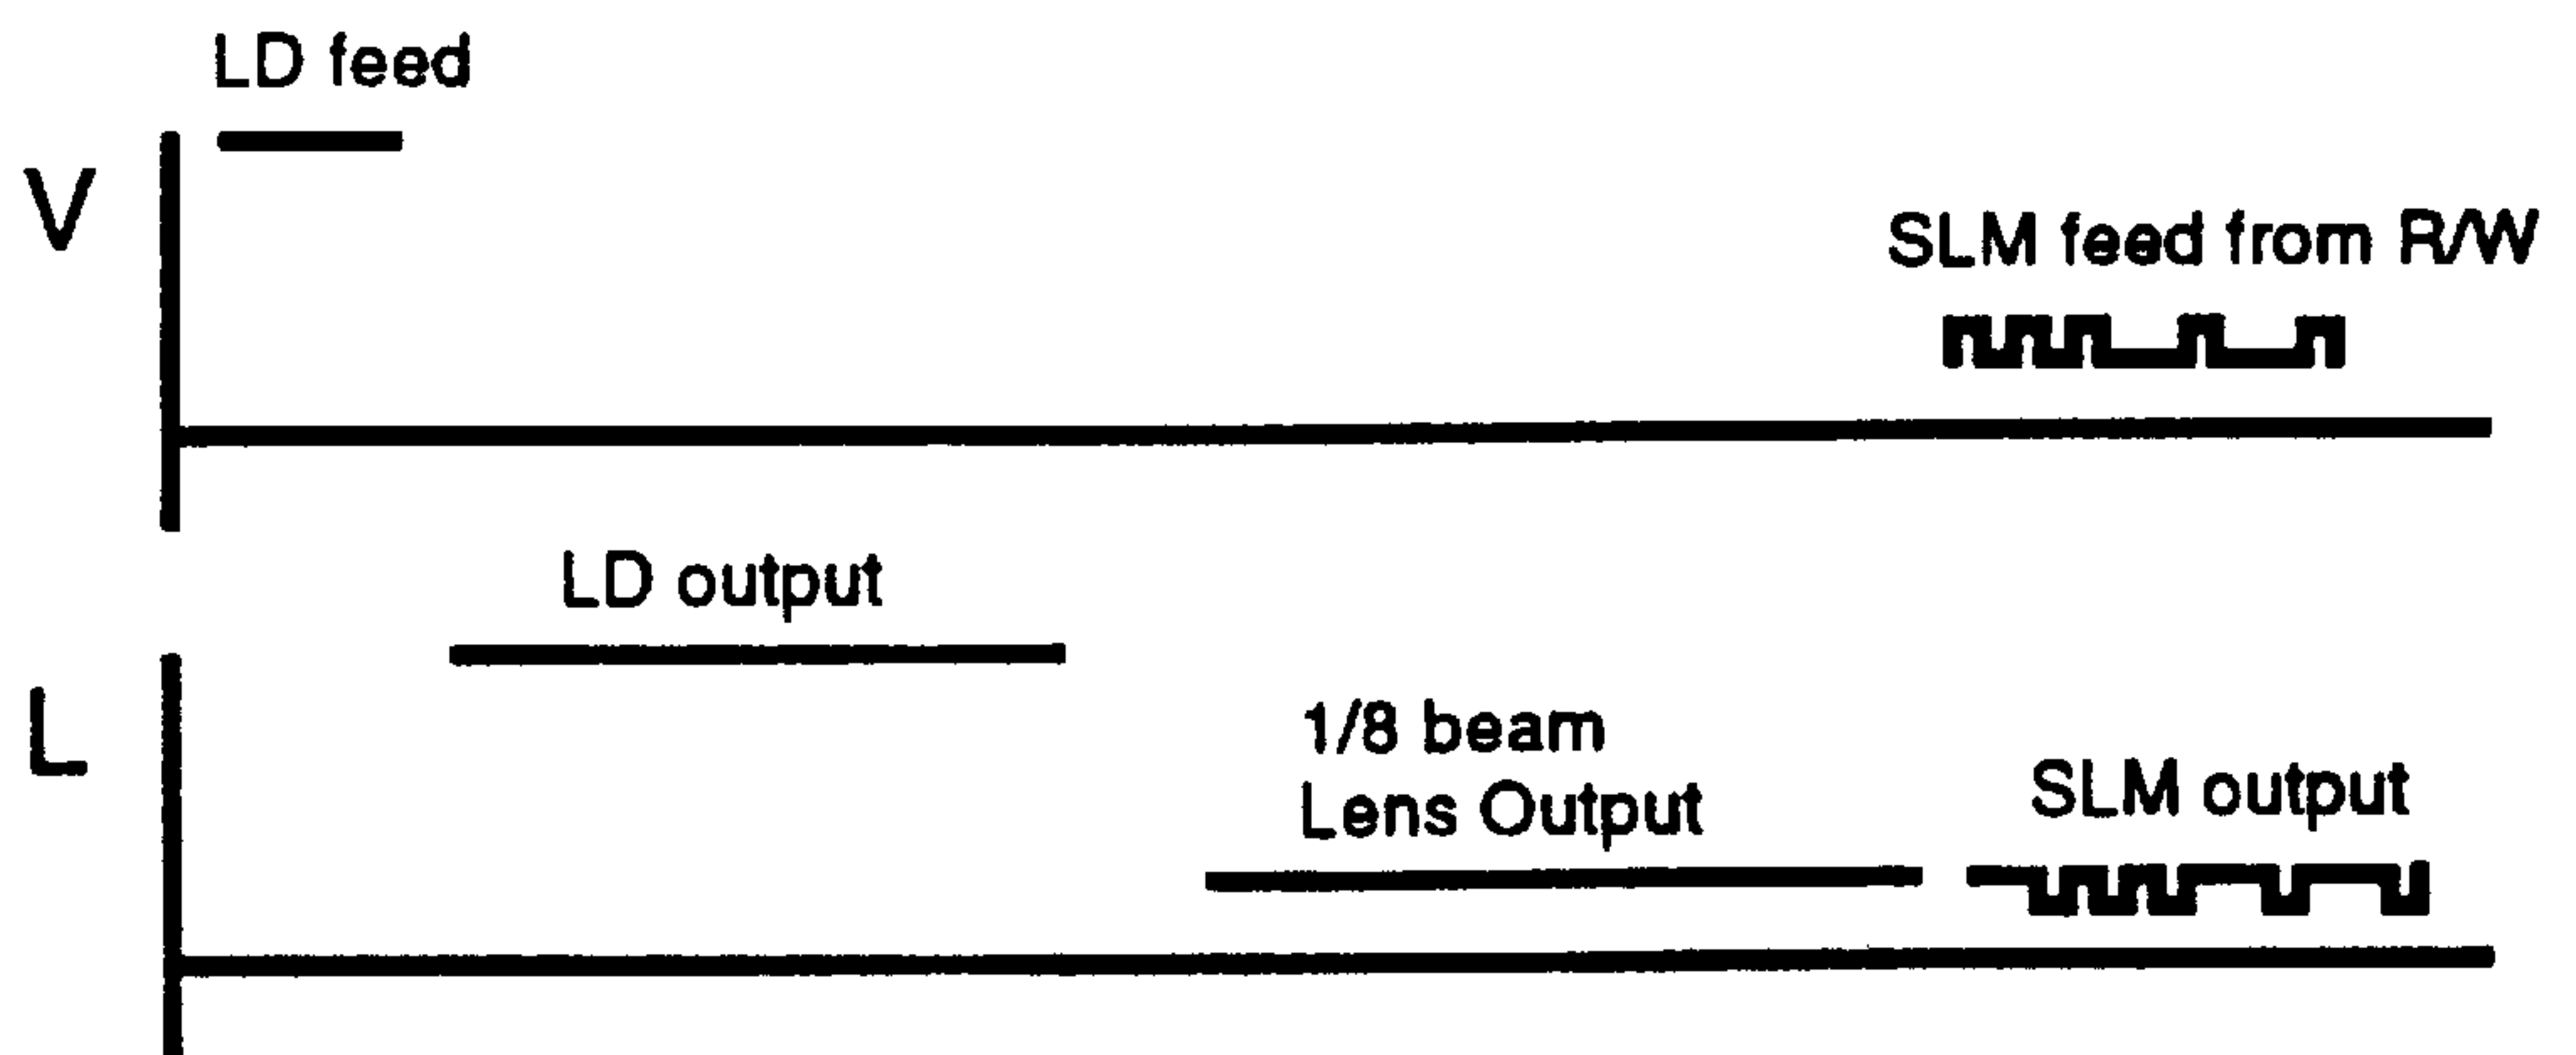 LD feed
V
SLM feed from R/W
LD output
L
1/8 beam
Lens Output
SLM output